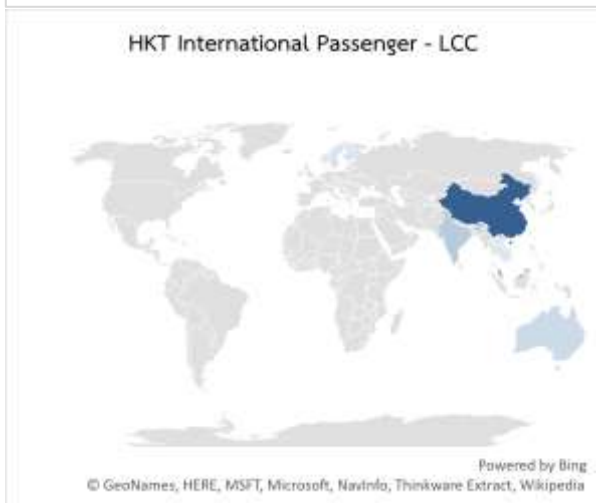 HKT International Passenger - LCC
Powered by Bing
© GeoNames, HERE, MSFT, Microsoft, NavInfo, Thinkware Extract, Wikipedia